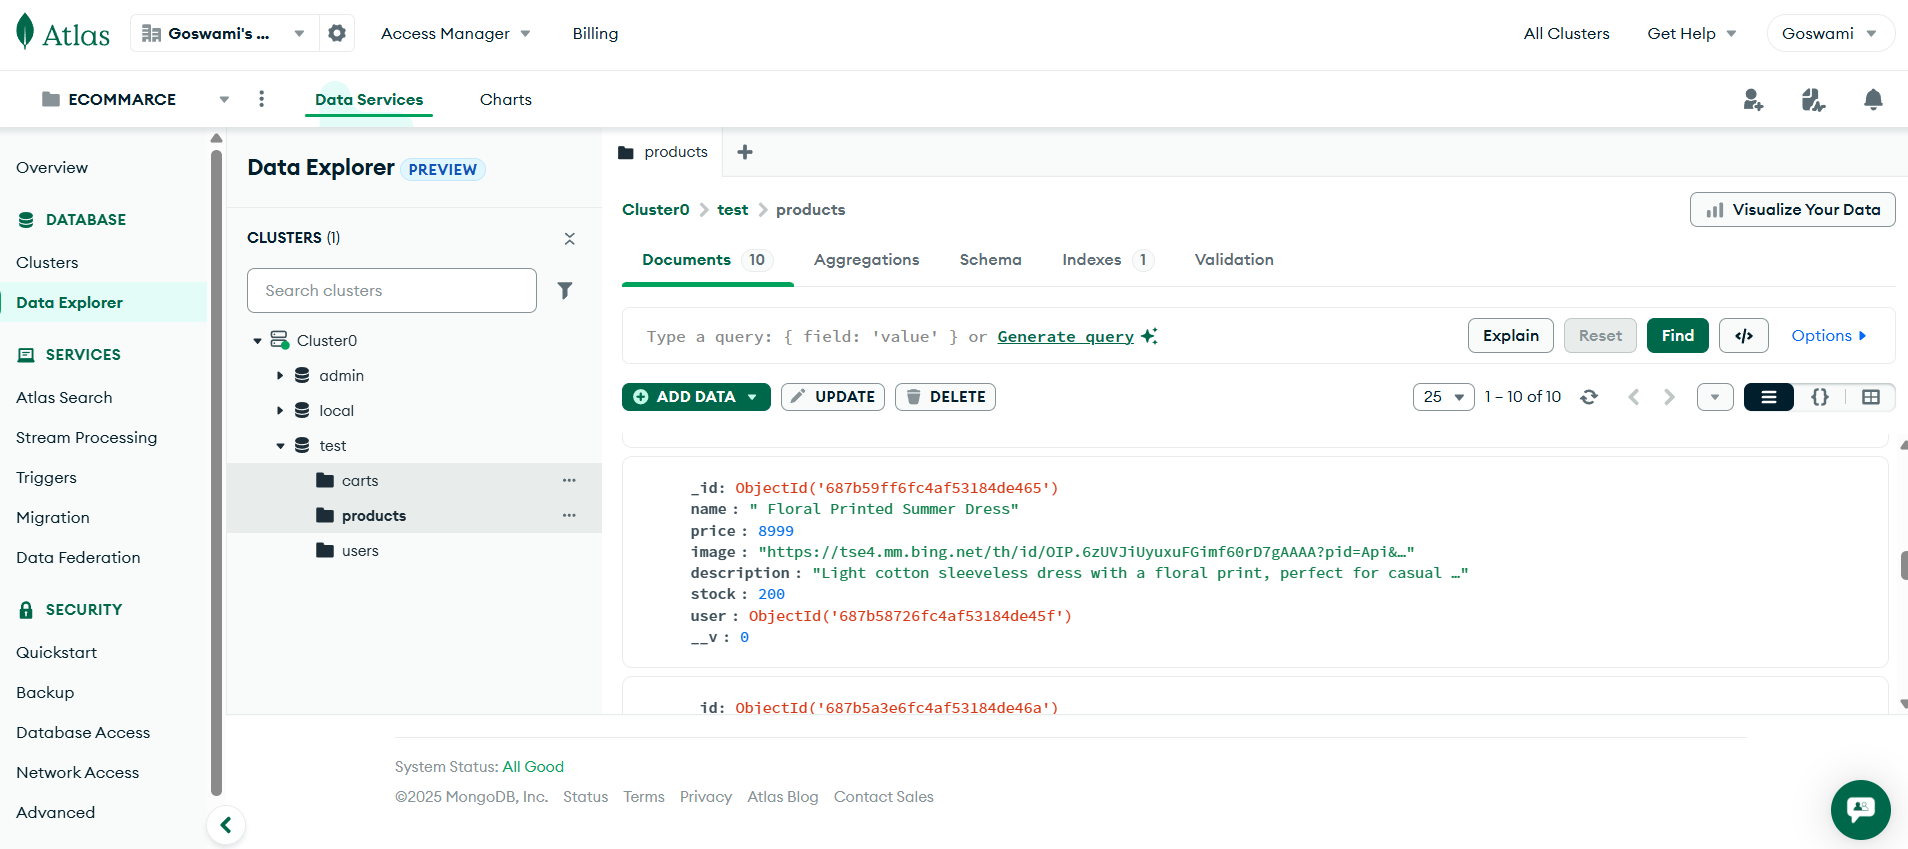 Atlas
Goswami's ...
Access Manager
Billing
All Clusters
Get Help
Goswami
ECOMMARCE
Data Services
Charts
Overview
DATABASE
Clusters
Data Explorer
SERVICES
Atlas Search
Stream Processing
Triggers
Migration
Data Federation
SECURITY
Quickstart
Backup
Database Access
Network Access
Advanced
Data Explorer PREVIEW
CLUSTERS (1)
Search clusters
Cluster0
admin
local
test
carts
products
users
products
Cluster0 > test > products
Visualize Your Data
Documents 10
Aggregations
Schema
Indexes 1
Validation
Type a query: { field: 'value' } or Generate query
Explain
Reset
Find
</>
Options
ADD DATA
UPDATE
DELETE
25
1 – 10 of 10
{}
_id: ObjectId('687b59ff6fc4af53184de465')
name : " Floral Printed Summer Dress"
price : 8999
image : "https://tse4.mm.bing.net/th/id/OIP.6zUVJiUyuxuFGimf60rD7gAAAA?pid=Api&…"
description : "Light cotton sleeveless dress with a floral print, perfect for casual …"
stock : 200
user : ObjectId('687b58726fc4af53184de45f')
__v : 0
_id: ObjectId('687b5a3e6fc4af53184de46a')
System Status: All Good
©2025 MongoDB, Inc.
Status
Terms
Privacy
Atlas Blog
Contact Sales